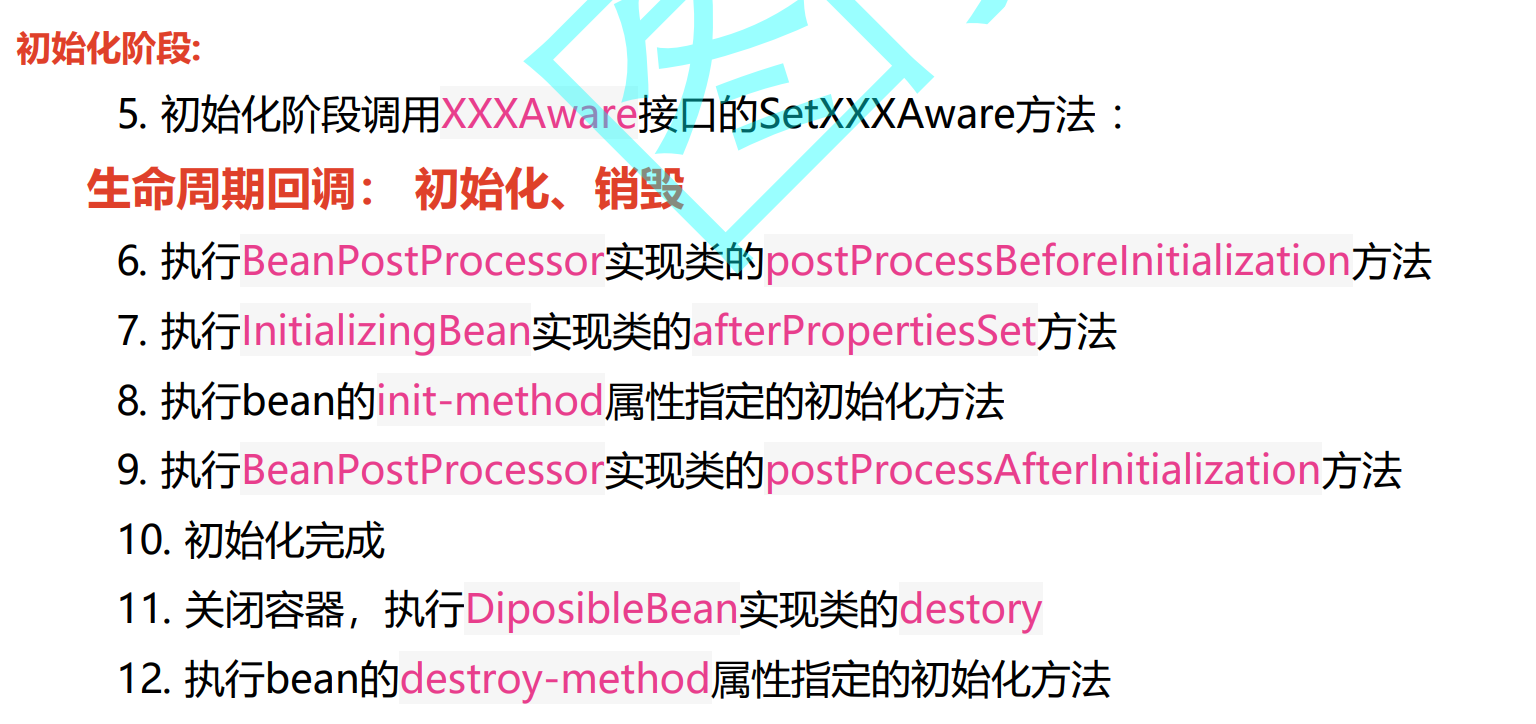 初始化阶段:
5. 初始化阶段调用XXXAware接口的SetXXXAware方法：
生命周期回调： 初始化、销毁
6. 执行BeanPostProcessor实现类的postProcessBeforeInitialization方法
7. 执行InitializingBean实现类的afterPropertiesSet方法
8. 执行bean的init-method属性指定的初始化方法
9. 执行BeanPostProcessor实现类的postProcessAfterInitialization方法
10. 初始化完成
11. 关闭容器，执行DiposibleBean实现类的destory
12. 执行bean的destroy-method属性指定的初始化方法